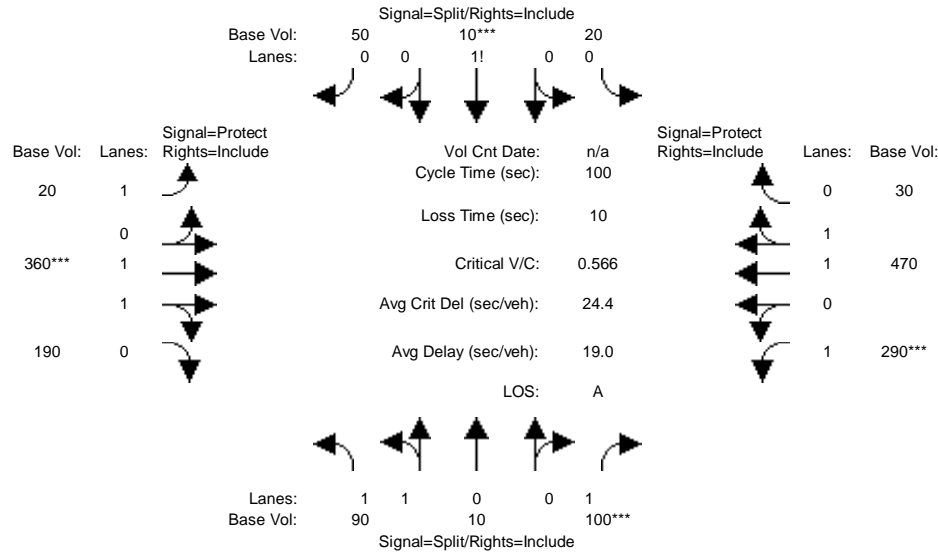 Signal=Split/Rights=Include
Base Vol: 50 10*** 20
Lanes: 0 0 1! 0 0
Signal=Protect
Base Vol: Lanes: Rights=Include
Vol Cnt Date: n/a
Signal=Protect
Rights=Include Lanes: Base Vol:
Cycle Time (sec): 100
20 1
0 30
Loss Time (sec): 10
0
1
360*** 1
Critical V/C: 0.566
1 470
1
Avg Crit Del (sec/veh): 24.4
0
190 0
Avg Delay (sec/veh): 19.0
1 290***
LOS: A
Lanes: 1 1 0 0 1
Base Vol: 90 10 100***
Signal=Split/Rights=Include